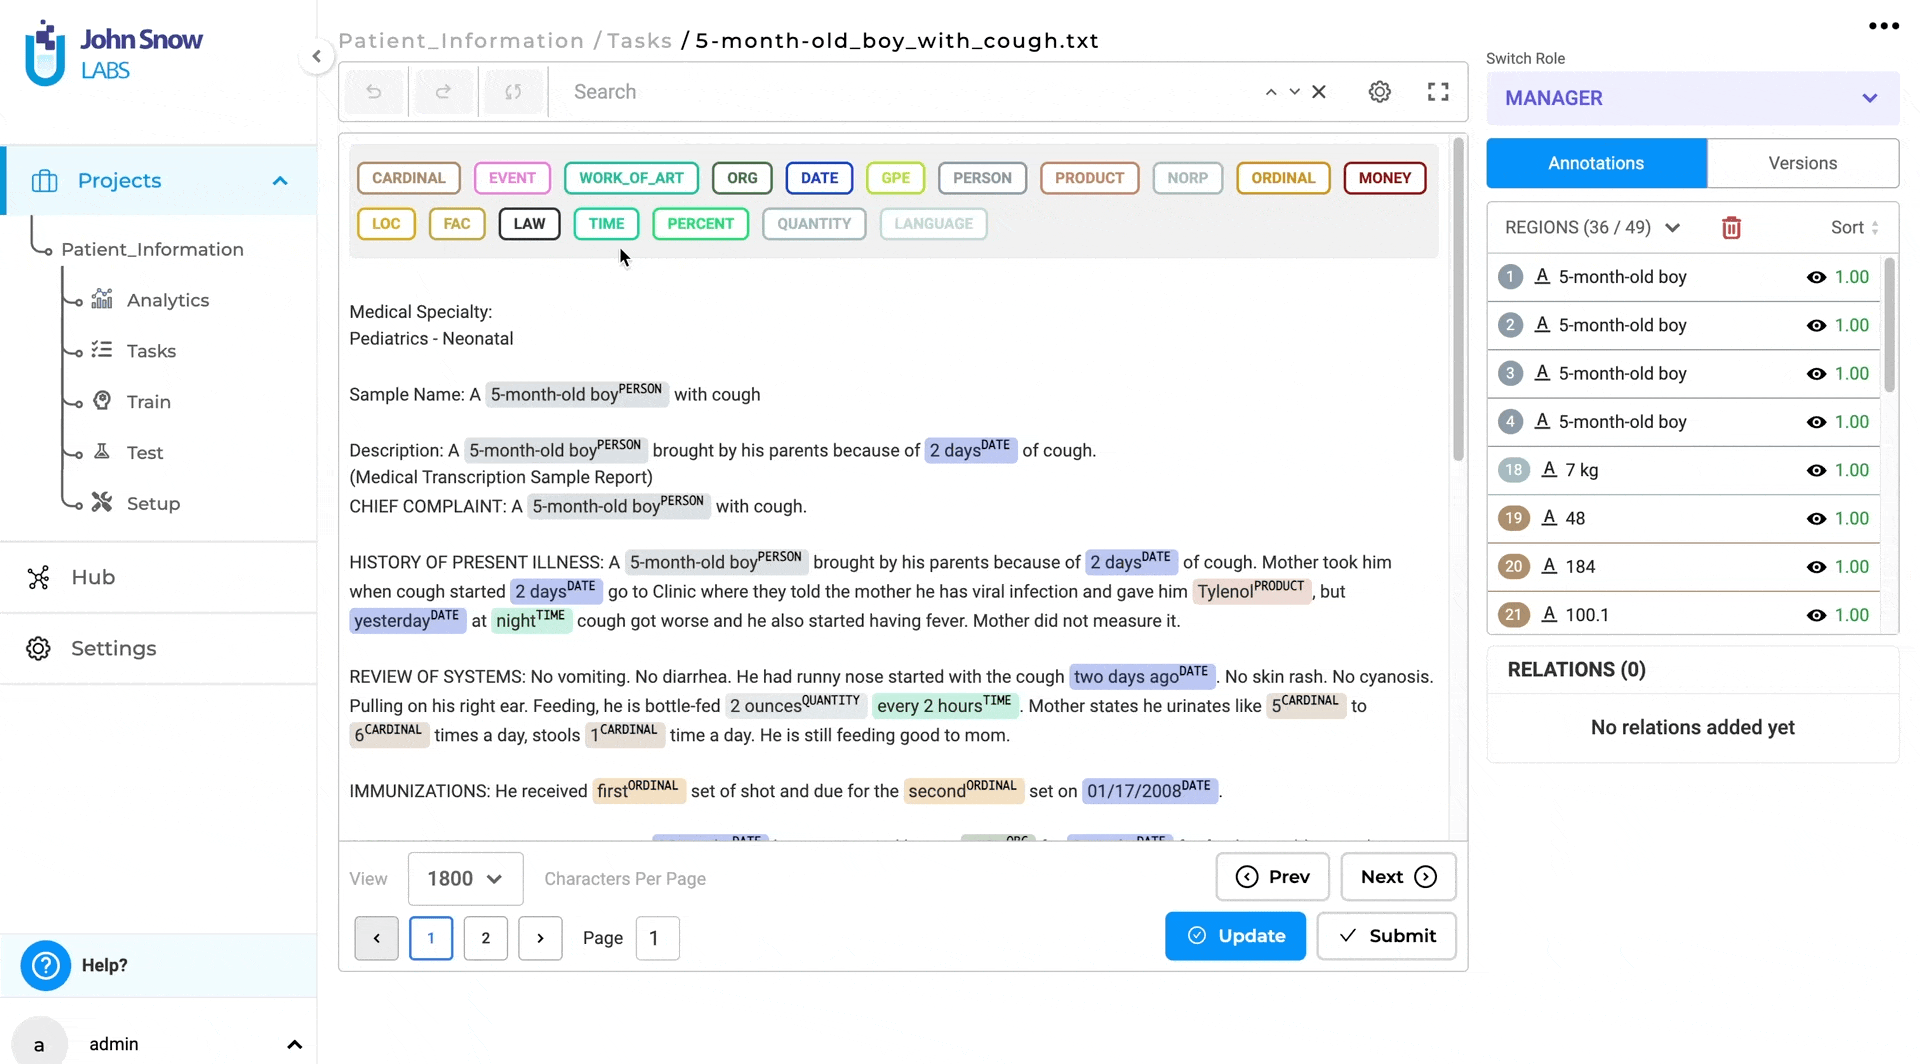 John Snow
LABS
Projects
Patient_Information
Analytics
Tasks
Train
Test
Setup
Hub
Settings
Help?
a admin
Patient_Information / Tasks / 5-month-old_boy_with_cough.txt
Search
CARDINAL EVENT WORK_OF_ART ORG DATE GPE PERSON PRODUCT NORP ORDINAL MONEY
LOC FAC LAW TIME PERCENT QUANTITY LANGUAGE
Medical Specialty:
Pediatrics - Neonatal
Sample Name: A 5-month-old boy PERSON with cough
Description: A 5-month-old boy PERSON brought by his parents because of 2 days DATE of cough.
(Medical Transcription Sample Report)
CHIEF COMPLAINT: A 5-month-old boy PERSON with cough.
HISTORY OF PRESENT ILLNESS: A 5-month-old boy PERSON brought by his parents because of 2 days DATE of cough. Mother took him
when cough started 2 days DATE go to Clinic where they told the mother he has viral infection and gave him Tylenol PRODUCT , but
yesterday DATE at night TIME cough got worse and he also started having fever. Mother did not measure it.
REVIEW OF SYSTEMS: No vomiting. No diarrhea. He had runny nose started with the cough two days ago DATE . No skin rash. No cyanosis.
Pulling on his right ear. Feeding, he is bottle-fed 2 ounces QUANTITY every 2 hours TIME . Mother states he urinates like 5 CARDINAL to
6 CARDINAL times a day, stools 1 CARDINAL time a day. He is still feeding good to mom.
IMMUNIZATIONS: He received first ORDINAL set of shot and due for the second ORDINAL set on 01/17/2008 DATE .
DATE ORG DATE
View 1800 Characters Per Page
Prev Next
1 2 Page 1
Update Submit
Switch Role
MANAGER
Annotations Versions
REGIONS (36 / 49) Sort
1 A 5-month-old boy 1.00
2 A 5-month-old boy 1.00
3 A 5-month-old boy 1.00
4 A 5-month-old boy 1.00
18 A 7 kg 1.00
19 A 48 1.00
20 A 184 1.00
21 A 100.1 1.00
RELATIONS (0)
No relations added yet